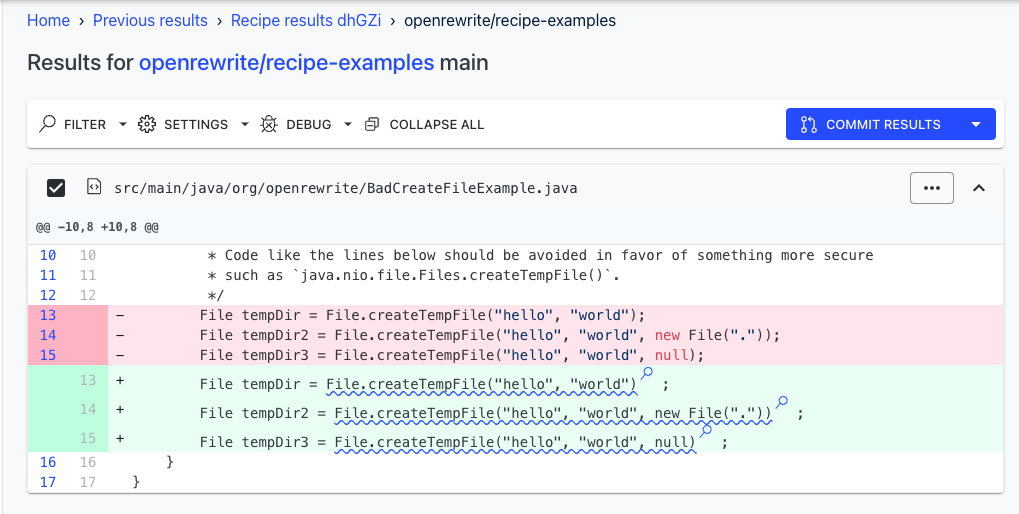 Home › Previous results › Recipe results dhGZi › openrewrite/recipe-examples
Results for openrewrite/recipe-examples main
FILTER SETTINGS DEBUG COLLAPSE ALL COMMIT RESULTS
src/main/java/org/openrewrite/BadCreateFileExample.java
@@ -10,8 +10,8 @@
10 10 * Code like the lines below should be avoided in favor of something more secure
11 11 * such as `java.nio.file.Files.createTempFile()`.
12 12 */
13 - File tempDir = File.createTempFile("hello", "world");
14 - File tempDir2 = File.createTempFile("hello", "world", new File("."));
15 - File tempDir3 = File.createTempFile("hello", "world", null);
13 + File tempDir = File.createTempFile("hello", "world") ;
14 + File tempDir2 = File.createTempFile("hello", "world", new File(".")) ;
15 + File tempDir3 = File.createTempFile("hello", "world", null) ;
16 16 }
17 17 }